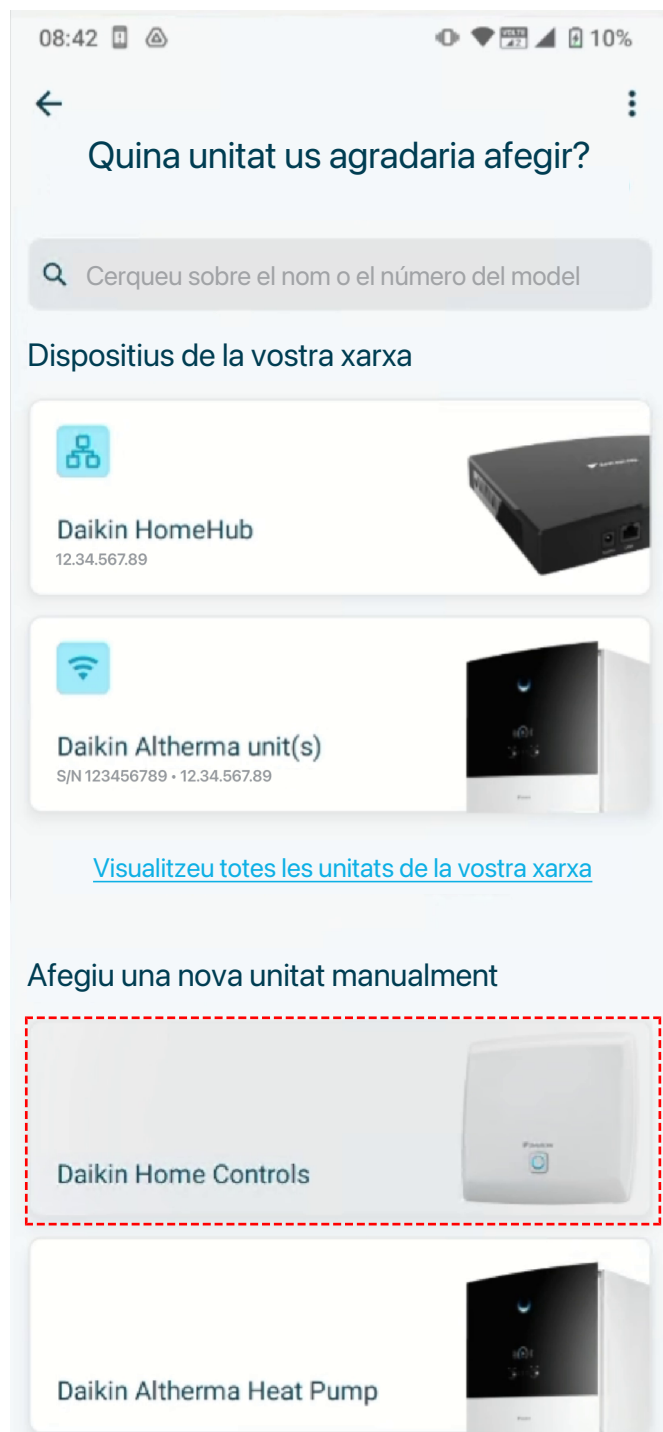 08:42
10%
Quina unitat us agradaria afegir?
Cerqueu sobre el nom o el número del model
Dispositius de la vostra xarxa
Daikin HomeHub
12.34.567.89
Daikin Altherma unit(s)
S/N 123456789 • 12.34.567.89
Visualitzeu totes les unitats de la vostra xarxa
Afegiu una nova unitat manualment
DAIKIN
Daikin Home Controls
Daikin Altherma Heat Pump